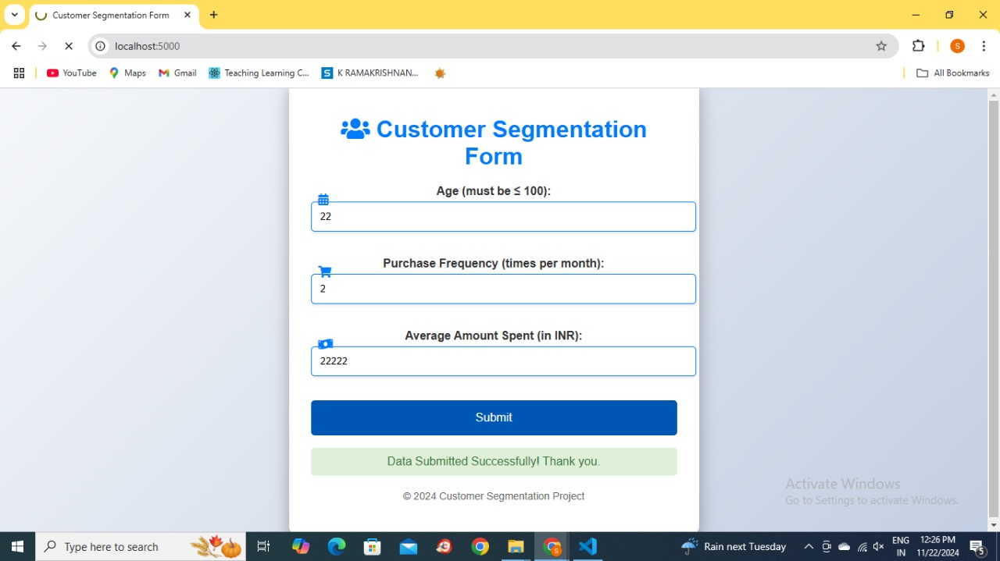 Customer Segmentation Form
localhost:5000
S
YouTube Maps Gmail Teaching Learning C... S K RAMAKRISHNAN... All Bookmarks
Customer Segmentation
Form
Age (must be ≤ 100):
22
Purchase Frequency (times per month):
2
Average Amount Spent (in INR):
22222
Submit
Data Submitted Successfully! Thank you.
© 2024 Customer Segmentation Project
Activate Windows
Go to Settings to activate Windows.
Type here to search
Rain next Tuesday
ENG
IN
12:26 PM
11/22/2024
5